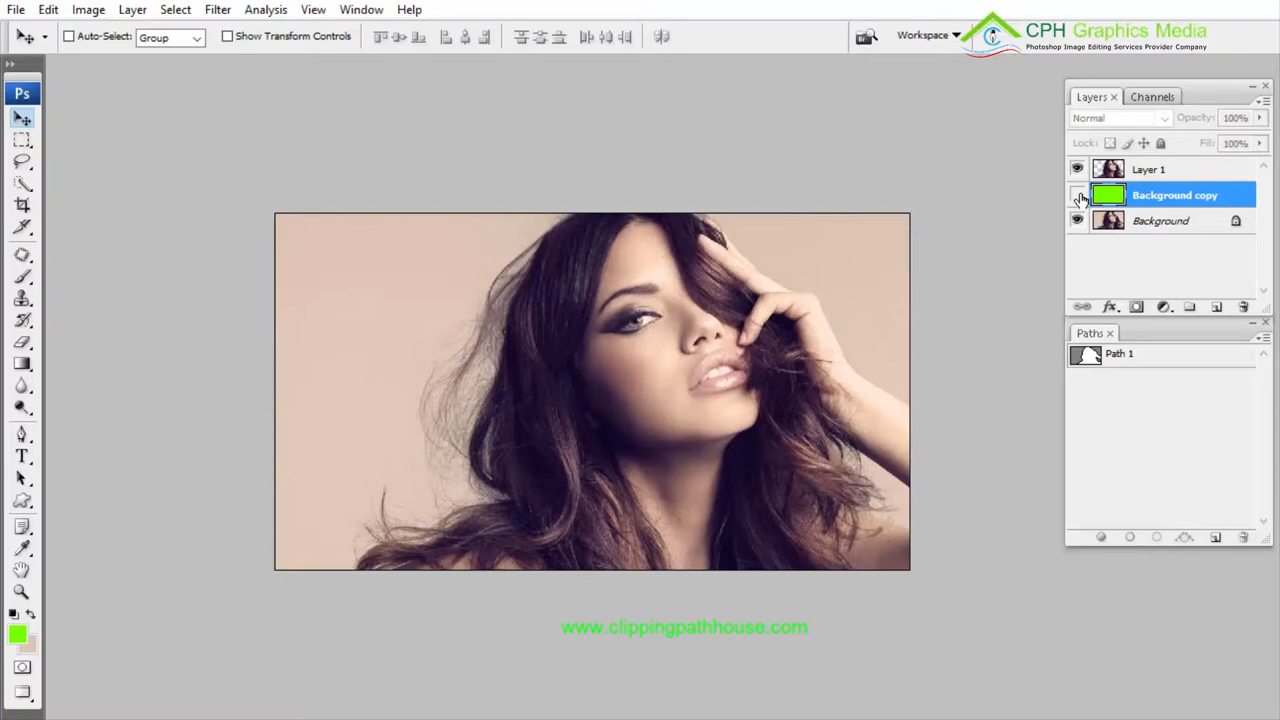 File Edit Image Layer Select Filter Analysis View Window Help
Auto-Select: Group Show Transform Controls Workspace
CPH Graphics Media
Photoshop Image Editing Services Provider Company
Ps
Layers Channels
Normal Opacity: 100%
Lock: Fill: 100%
Layer 1
Background copy
Background
fx
Paths
Path 1
T
www.clippingpathhouse.com